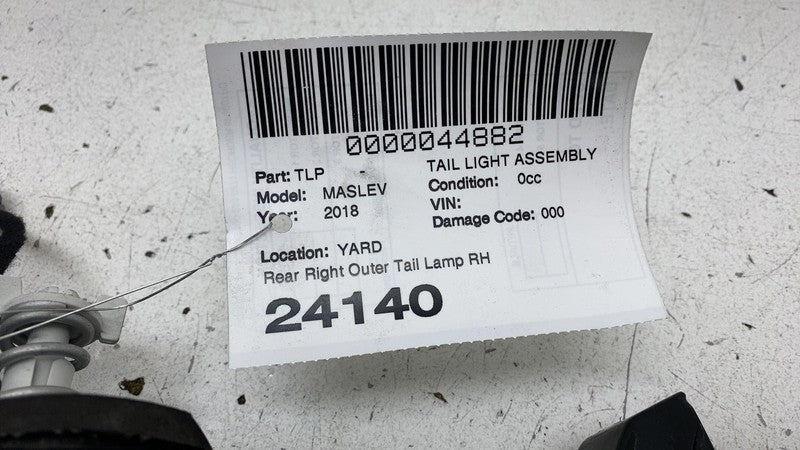 0000044882
Part: TLP TAIL LIGHT ASSEMBLY
Model: MASLEV Condition: 0cc
Year: 2018 VIN:
Damage Code: 000
Location: YARD
Rear Right Outer Tail Lamp RH
24140